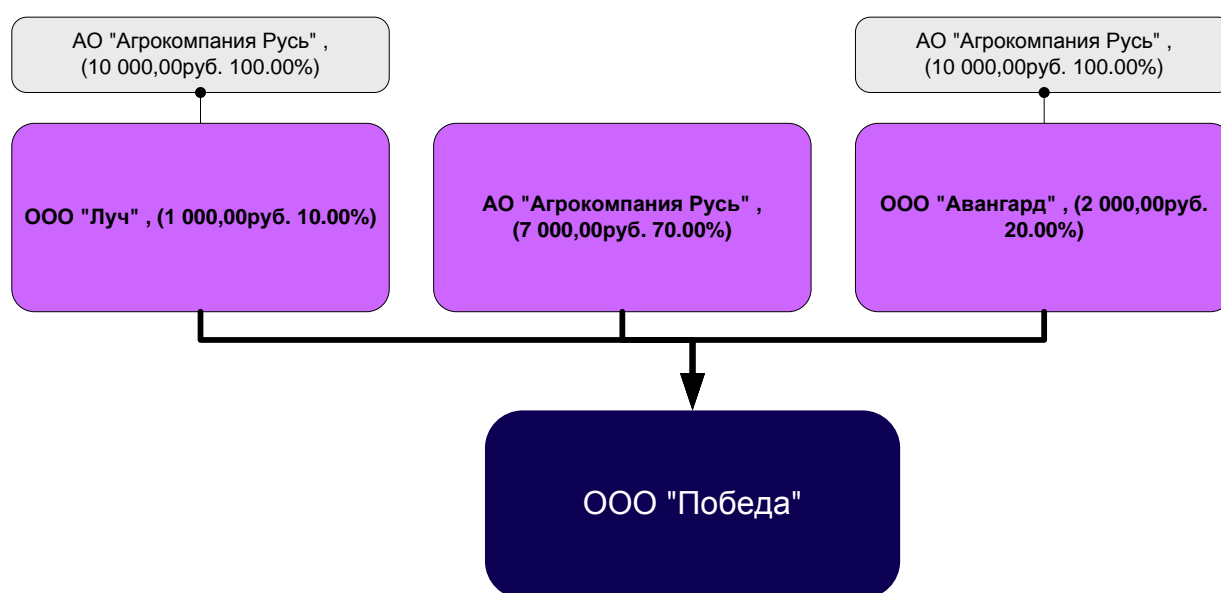 АО "Агрокомпания Русь" ,
(10 000,00руб. 100.00%)
АО "Агрокомпания Русь" ,
(10 000,00руб. 100.00%)
ООО "Луч" , (1 000,00руб. 10.00%)
АО "Агрокомпания Русь" ,
(7 000,00руб. 70.00%)
ООО "Авангард" , (2 000,00руб.
20.00%)
ООО "Победа"